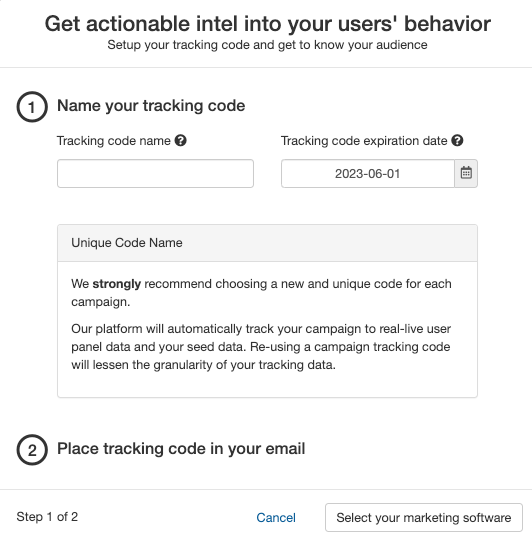 Get actionable intel into your users' behavior
Setup your tracking code and get to know your audience
1 Name your tracking code
Tracking code name ?
Tracking code expiration date ?
2023-06-01
Unique Code Name
We strongly recommend choosing a new and unique code for each
campaign.
Our platform will automatically track your campaign to real-live user
panel data and your seed data. Re-using a campaign tracking code
will lessen the granularity of your tracking data.
2 Place tracking code in your email
Step 1 of 2
Cancel
Select your marketing software